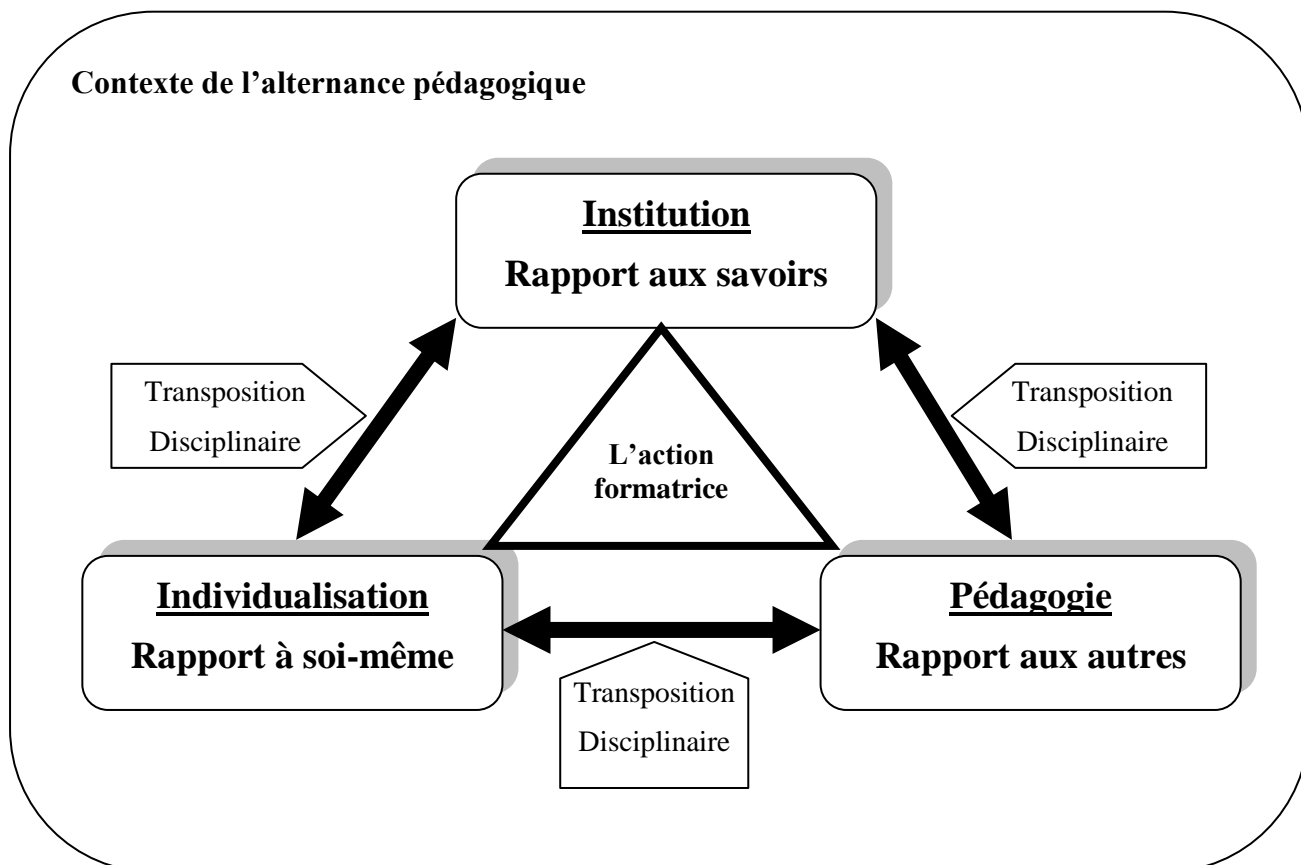 Contexte de l’alternance pédagogique
Institution
Rapport aux savoirs
Transposition
Disciplinaire
Transposition
Disciplinaire
L’action
formatrice
Individualisation
Rapport à soi-même
Pédagogie
Rapport aux autres
Transposition
Disciplinaire